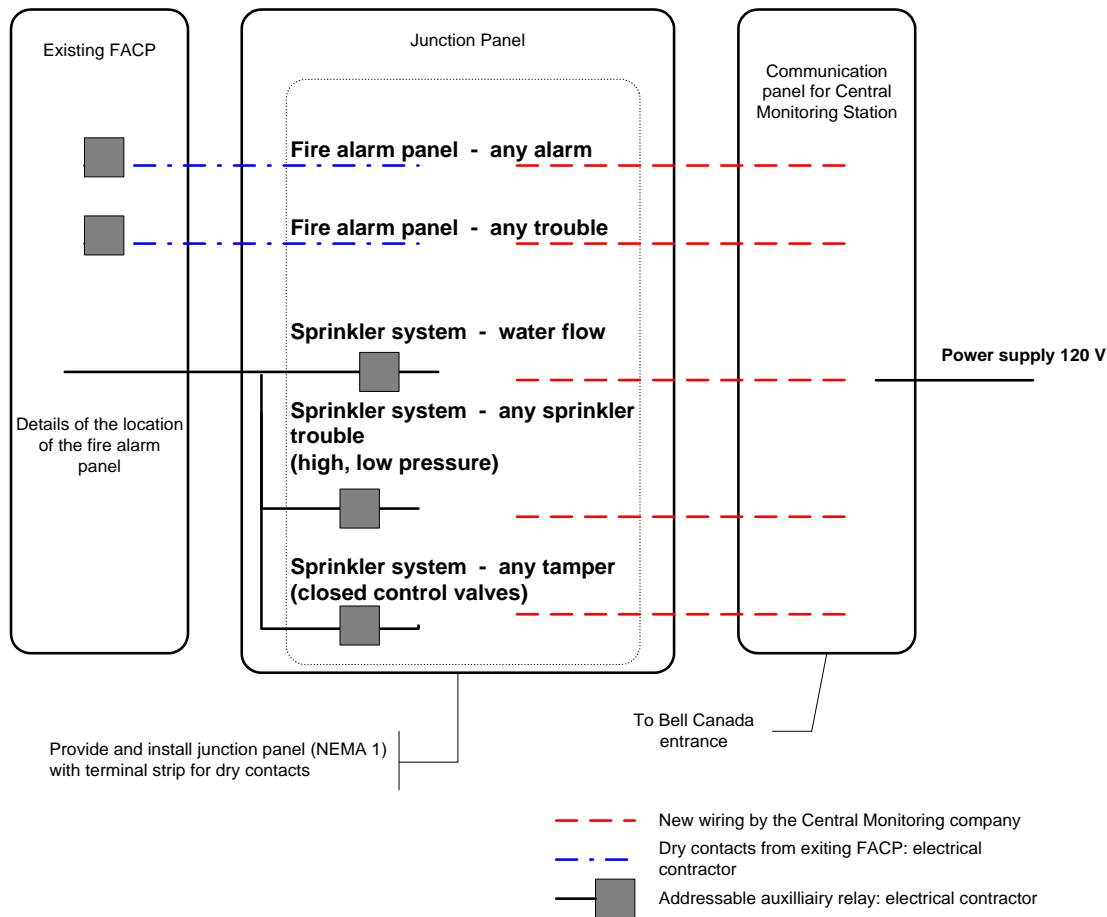 Existing FACP
Junction Panel
Communication
panel for Central
Monitoring Station
Fire alarm panel - any alarm
Fire alarm panel - any trouble
Sprinkler system - water flow
Power supply 120 V
Sprinkler system - any sprinkler
trouble
(high, low pressure)
Details of the location
of the fire alarm
panel
Sprinkler system - any tamper
(closed control valves)
To Bell Canada
entrance
Provide and install junction panel (NEMA 1)
with terminal strip for dry contacts
New wiring by the Central Monitoring company
Dry contacts from exiting FACP: electrical
contractor
Addressable auxilliairy relay: electrical contractor